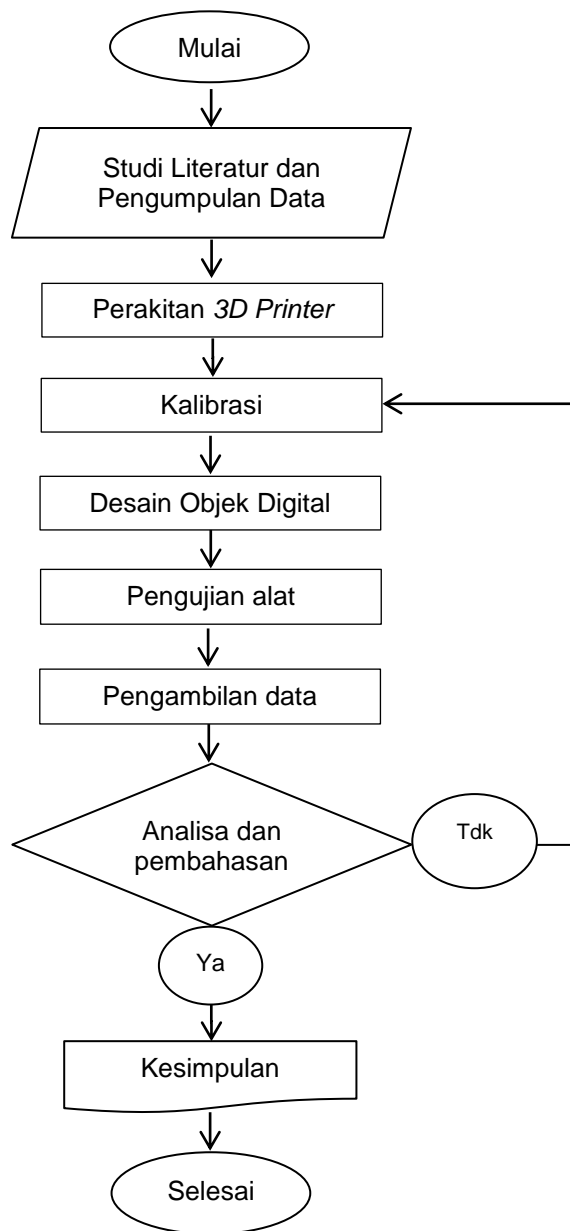 Mulai
Studi Literatur dan
Pengumpulan Data
Perakitan 3D Printer
Kalibrasi
Desain Objek Digital
Pengujian alat
Pengambilan data
Analisa dan
pembahasan
Tdk
Ya
Kesimpulan
Selesai